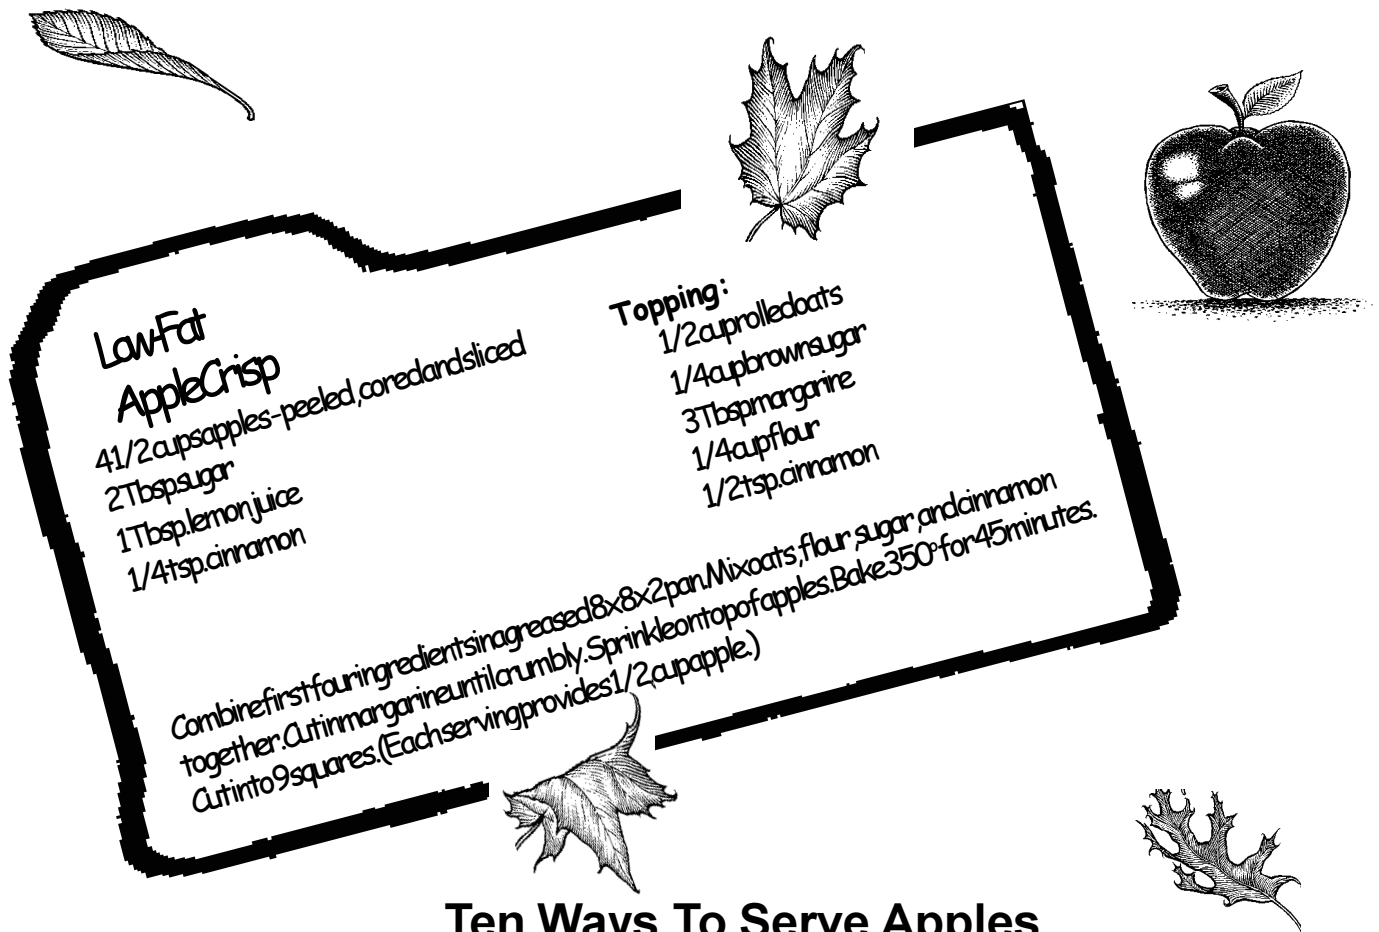 Low-Fat
Apple Crisp
4 1/2 cups apples - peeled, cored and sliced
2 Tbsp. sugar
1 Tbsp. lemon juice
1/4 tsp. cinnamon
Topping:
1/2 cup rolled oats
1/4 cup brown sugar
3 Tbsp margarine
1/4 cup flour
1/2 tsp. cinnamon
Combine first four ingredients in a greased 8x8x2 pan. Mix oats, flour, sugar, and cinnamon
together. Cut in margarine until crumbly. Sprinkle on top of apples. Bake 350° for 45 minutes.
Cut into 9 squares. (Each serving provides 1/2 cup apple.)
Ten Ways To Serve Apples